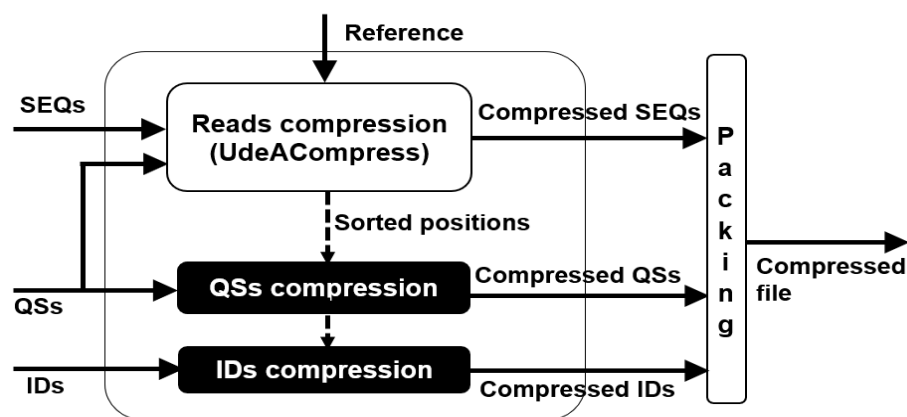 Reference
SEQs
Reads compression
(UdeACompress)
Compressed SEQs
Sorted positions
QSs
QSs compression
Compressed QSs
IDs
IDs compression
Compressed IDs
Packing
Compressed
file